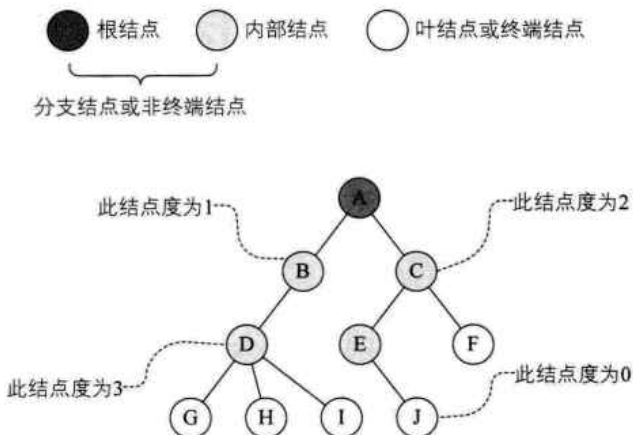 根结点 内部结点 叶结点或终端结点
分支结点或非终端结点
A
此结点度为1 此结点度为2
B C
D E F
此结点度为3 此结点度为0
G H I J